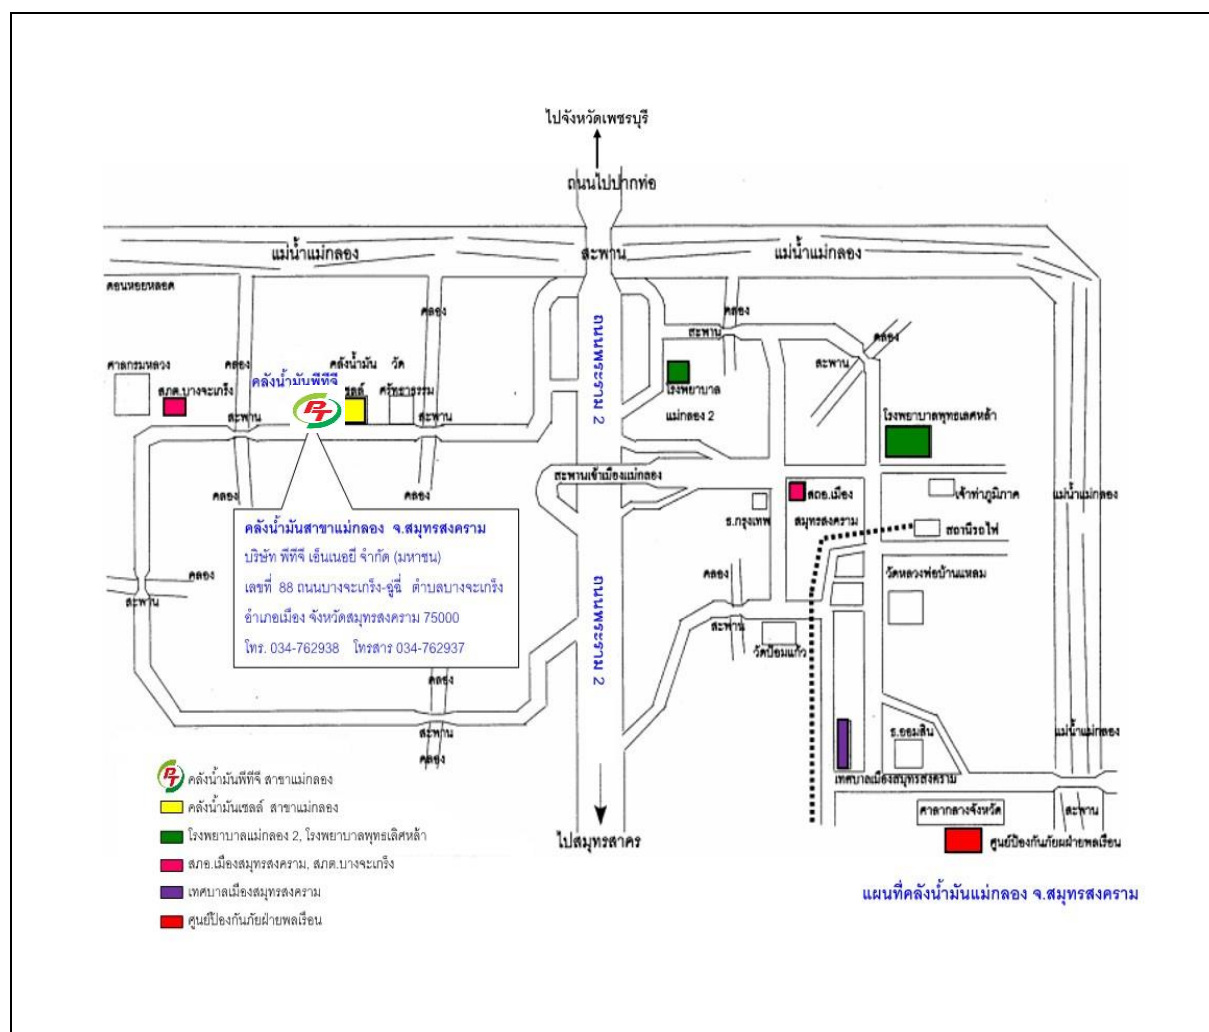 ไปจังหวัดเพชรบุรี
ถนนไปปากท่อ
แม่น้ำแม่กลอง
สะพาน
แม่น้ำแม่กลอง
ดอนหอยหลอด
คลอง
คลอง
ถนนพระราม 2
สะพาน
คลอง
สะพาน
คลอง
ศาลกรมหลวง
คลอง
คลังน้ำมัน
วัด
คลังน้ำมันพีทีจี
สภต.บางจะเกร็ง
เชลล์
ศรัทธาธรรม
PT
สะพาน
สะพาน
โรงพยาบาล
แม่กลอง 2
โรงพยาบาลพุทธเลศหล้า
สะพานเข้าเมืองแม่กลอง
คลอง
คลอง
ธ.กรุงเทพ
สถอ.เมือง
สมุทรสงคราม
เจ้าท่าภูมิภาค
แม่น้ำแม่กลอง
สถานีรถไฟ
คลังน้ำมันสาขาแม่กลอง จ.สมุทรสงคราม
บริษัท พีทีจี เอ็นเนอยี จำกัด (มหาชน)
เลขที่ 88 ถนนบางจะเกร็ง-ฉู่ฉี่ ตำบลบางจะเกร็ง
อำเภอเมือง จังหวัดสมุทรสงคราม 75000
โทร. 034-762938 โทรสาร 034-762937
คลอง
สะพาน
ถนนพระราม 2
คลอง
สะพาน
วัดป้อมแก้ว
วัดหลวงพ่อบ้านแหลม
คลอง
สะพาน
คลอง
ธ.ออมสิน
แม่น้ำแม่กลอง
เทศบาลเมืองสมุทรสงคราม
ศาลากลางจังหวัด
สะพาน
ไปสมุทรสาคร
ศูนย์ป้องกันภัยฝ่ายพลเรือน
แผนที่คลังน้ำมันแม่กลอง จ.สมุทรสงคราม
PT
คลังน้ำมันพีทีจี สาขาแม่กลอง
คลังน้ำมันเชลล์ สาขาแม่กลอง
โรงพยาบาลแม่กลอง 2, โรงพยาบาลพุทธเลิศหล้า
สภอ.เมืองสมุทรสงคราม, สภต.บางจะเกร็ง
เทศบาลเมืองสมุทรสงคราม
ศูนย์ป้องกันภัยฝ่ายพลเรือน